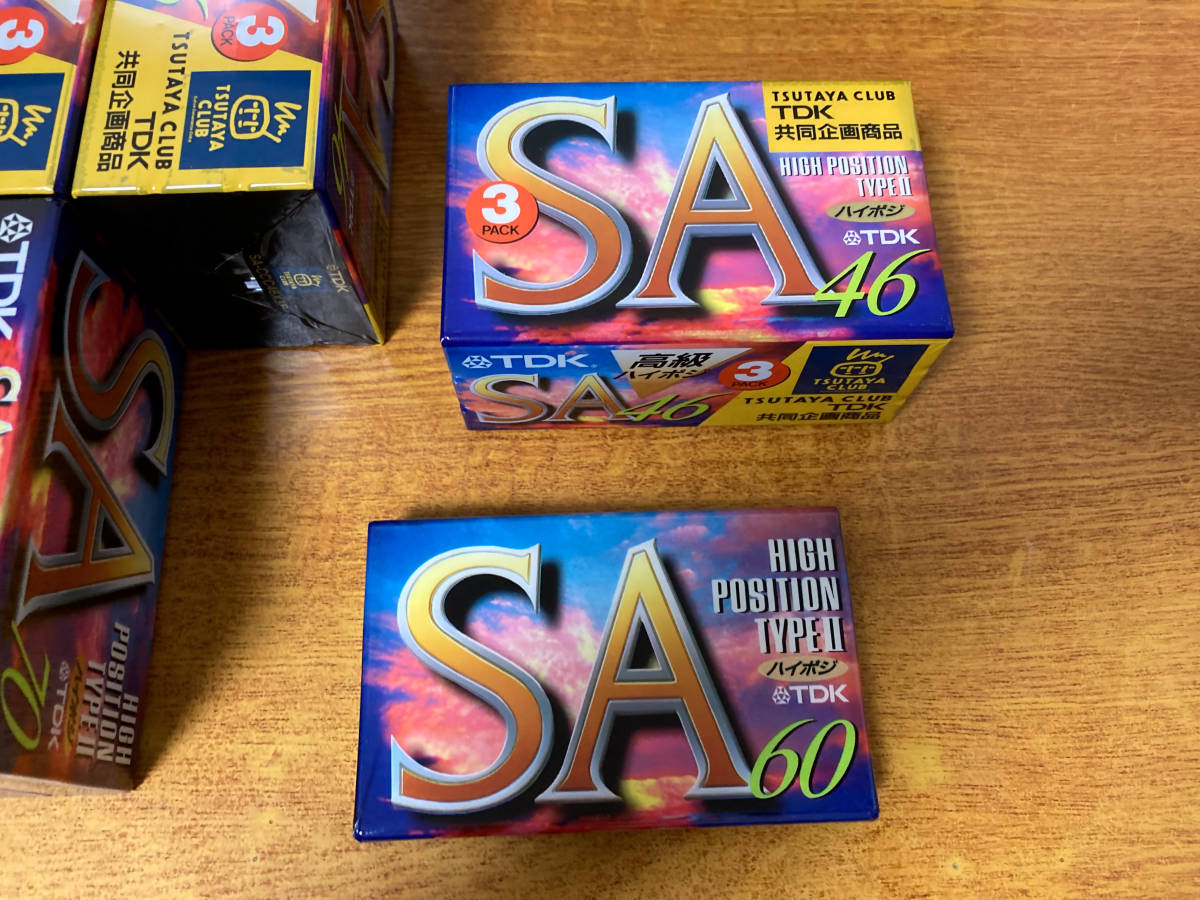 3
3
PACK
TSUTAYA
CLUB
TSUTAYA CLUB
TDK
共同企画商品
TDK
TDK
SA
HIGH
POSITION
TYPE II
TDK
70
SA
3
PACK
TSUTAYA CLUB
TDK
共同企画商品
HIGH POSITION
TYPE II
ハイポジ
TDK
46
TDK
SA46
高級
ハイポジ
3
PACK
TSUTAYA
CLUB
TSUTAYA CLUB
TDK
共同企画商品
SA
HIGH
POSITION
TYPE II
ハイポジ
TDK
60